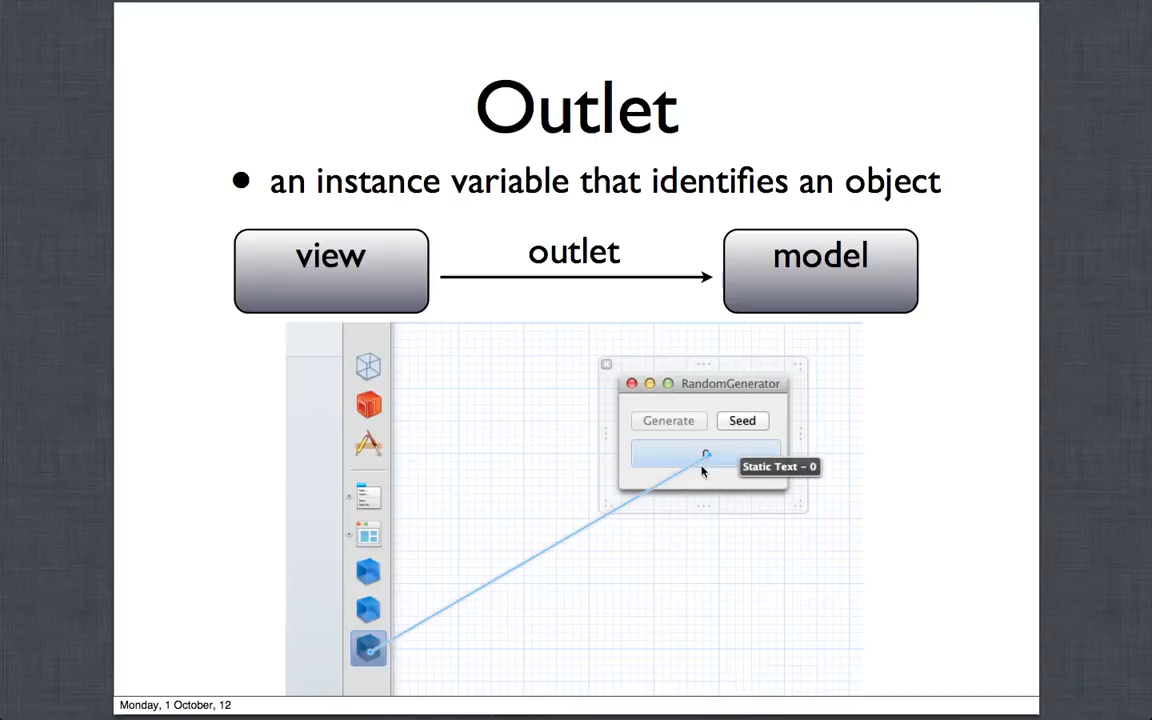 Outlet
• an instance variable that identifies an object
view
outlet
model
RandomGenerator
Generate
Seed
0
Static Text – 0
Monday, 1 October, 12